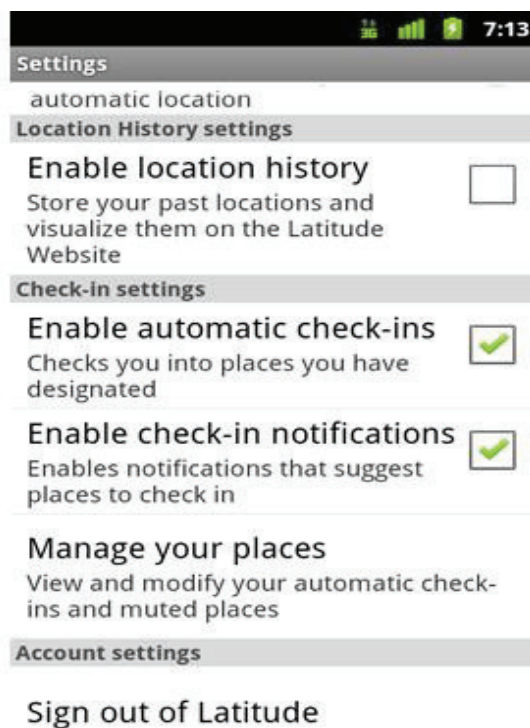 3G 7:13
Settings
automatic location
Location History settings
Enable location history
Store your past locations and
visualize them on the Latitude
Website
Check-in settings
Enable automatic check-ins
Checks you into places you have
designated
Enable check-in notifications
Enables notifications that suggest
places to check in
Manage your places
View and modify your automatic check-
ins and muted places
Account settings
Sign out of Latitude